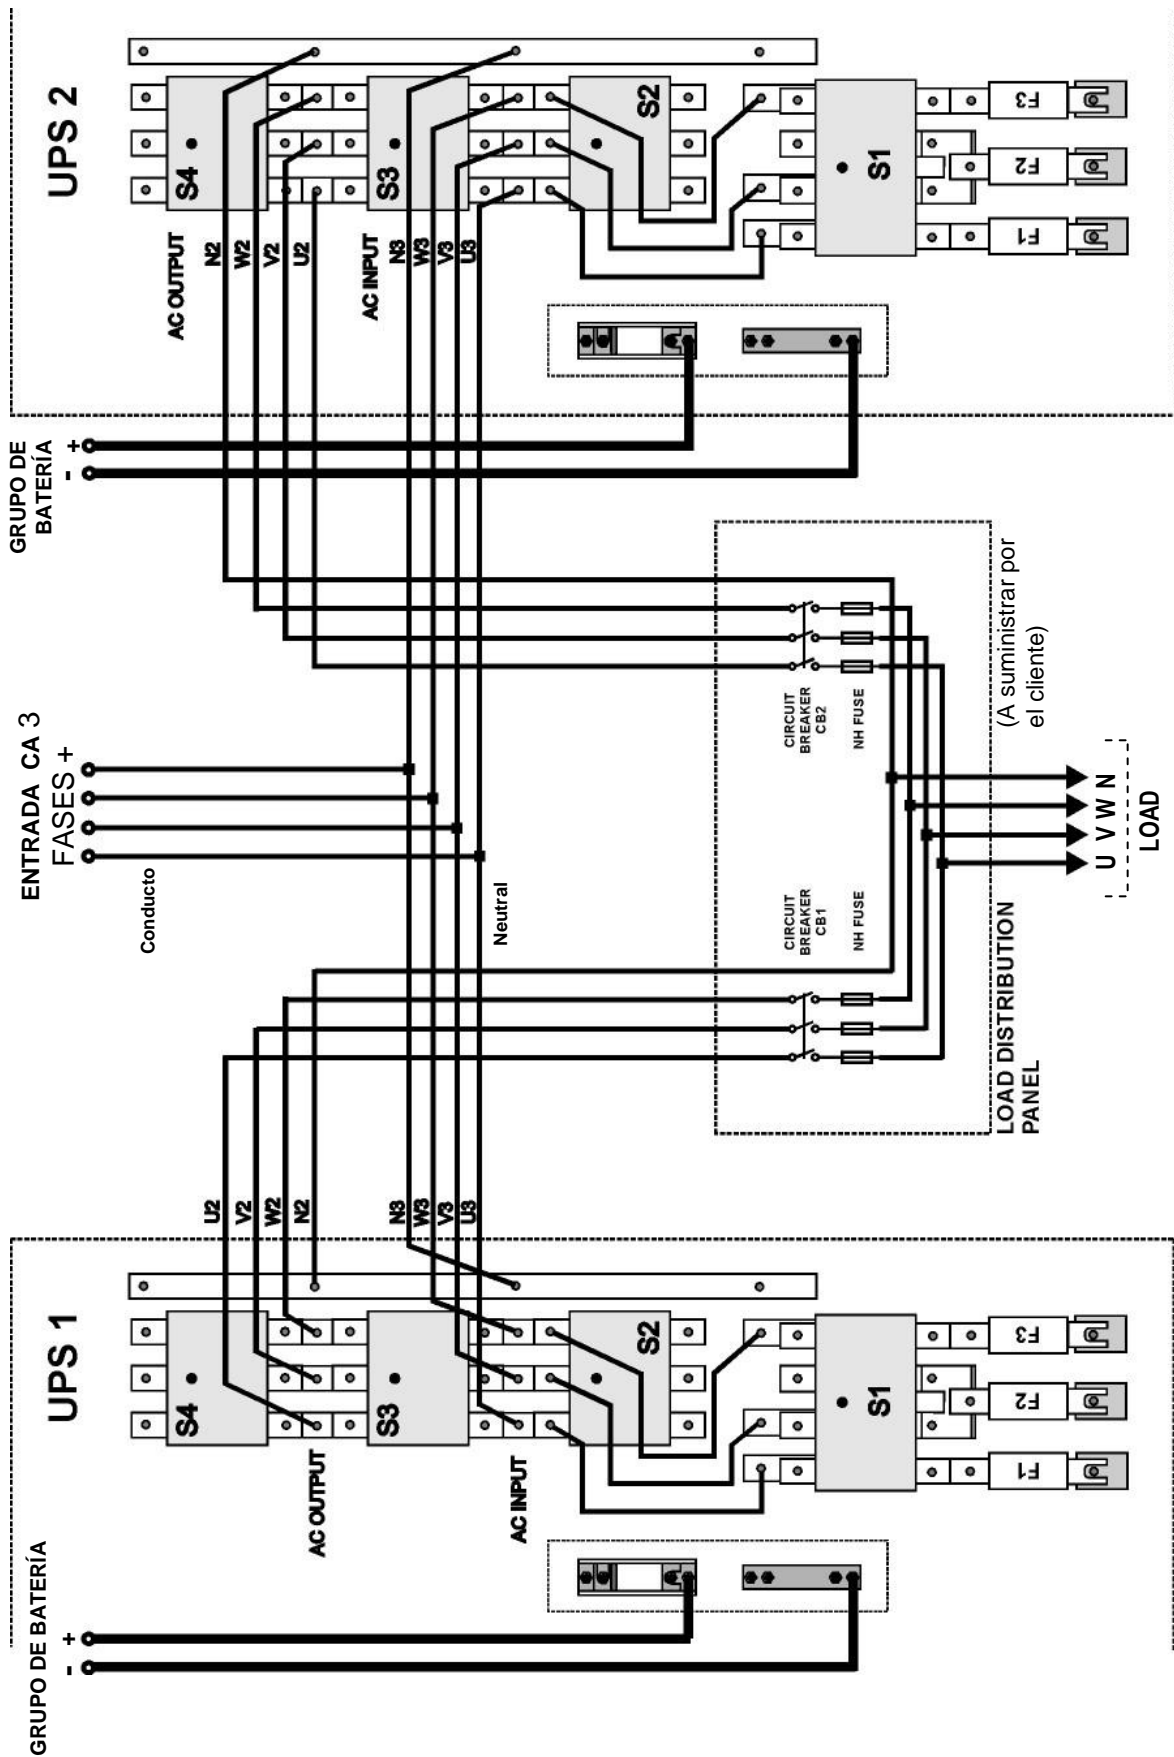 GRUPO DE BATERÍA
- +
UPS 1
S4
AC OUTPUT
S3
AC INPUT
S2
S1
F1
F2
F3
U2
V2
W2
N2
N3
W3
V3
U3
ENTRADA CA 3
FASES +
Conducto
Neutral
CIRCUIT
BREAKER
CB1
NH FUSE
CIRCUIT
BREAKER
CB2
NH FUSE
LOAD DISTRIBUTION
PANEL
(A suministrar por
el cliente)
U V W N
LOAD
GRUPO DE
BATERÍA
- +
UPS 2
AC OUTPUT
N2
W2
V2
U2
AC INPUT
N3
W3
V3
U3
S4
S3
S2
S1
F1
F2
F3